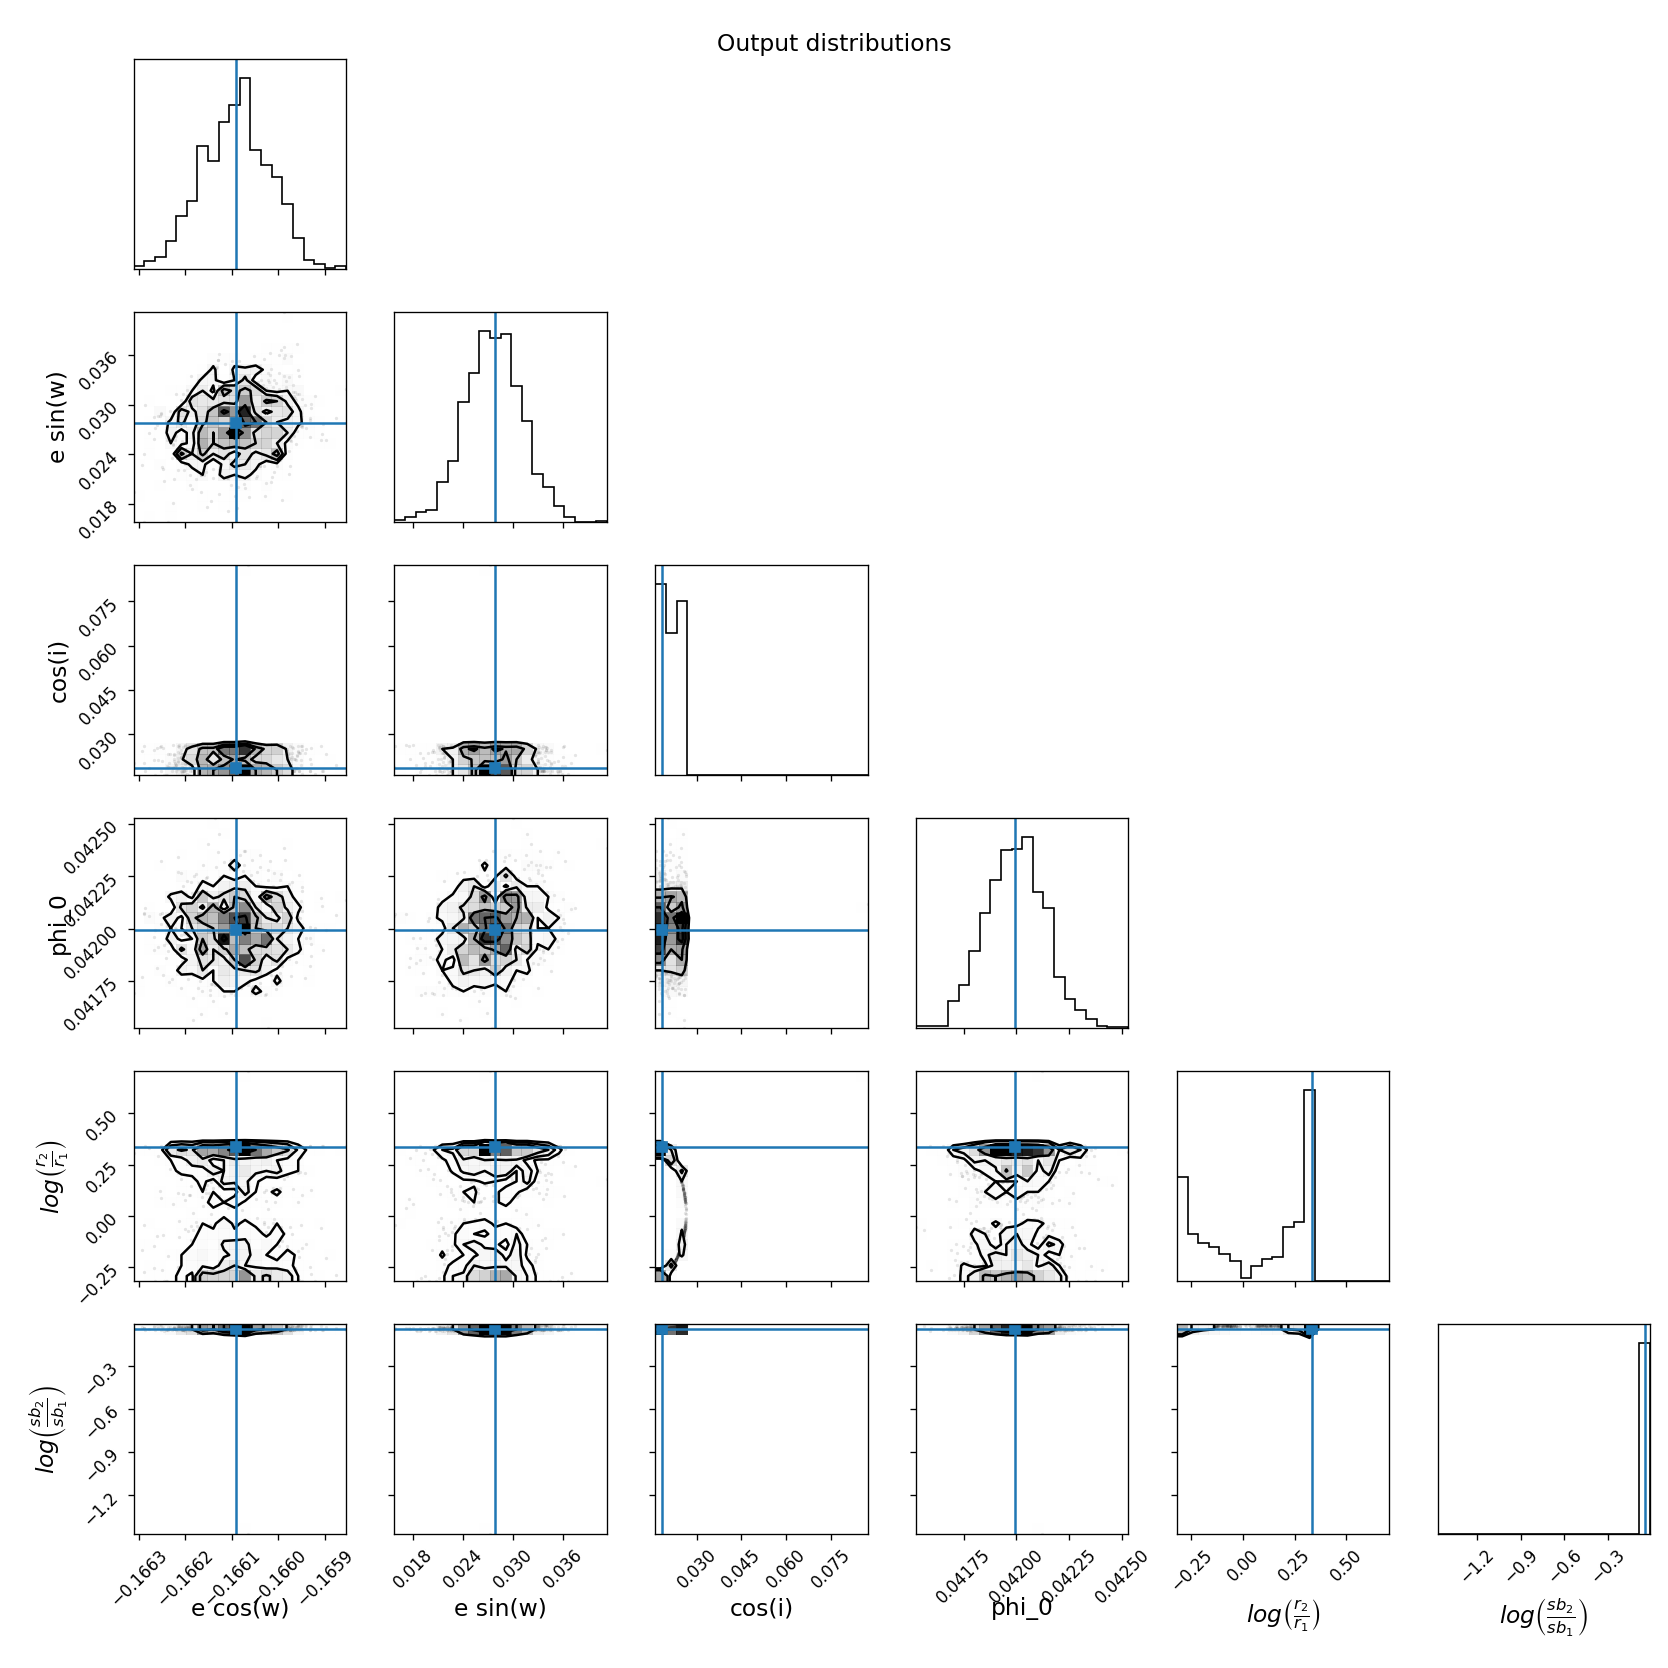 Output distributions
e sin(w)
0.036
0.030
0.024
0.018
cos(i)
0.075
0.060
0.045
0.030
phi_0
0.04250
0.04225
0.04200
0.04175
log(r2/r1)
0.50
0.25
0.00
−0.25
log(sb2/sb1)
−0.3
−0.6
−0.9
−1.2
−0.1663 −0.1662 −0.1661 −0.1660 −0.1659 0.018 0.024 0.030 0.036 0.030 0.045 0.060 0.075 0.04175 0.04200 0.04225 0.04250 −0.25 0.00 0.25 0.50 −1.2 −0.9 −0.6 −0.3
e cos(w) e sin(w) cos(i) phi_0 log(r2/r1) log(sb2/sb1)